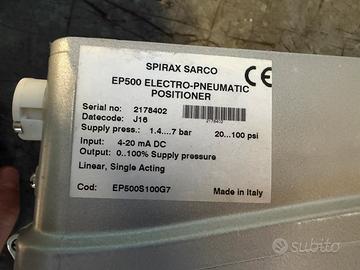 SPIRAX SARCO
CE
EP500 ELECTRO-PNEUMATIC
POSITIONER
Serial no: 2178402
2178402
Datecode: J16
Supply press.: 1.4....7 bar 20...100 psi
Input: 4-20 mA DC
Output: 0..100% Supply pressure
Linear, Single Acting
Cod: EP500S100G7 Made in Italy
subito